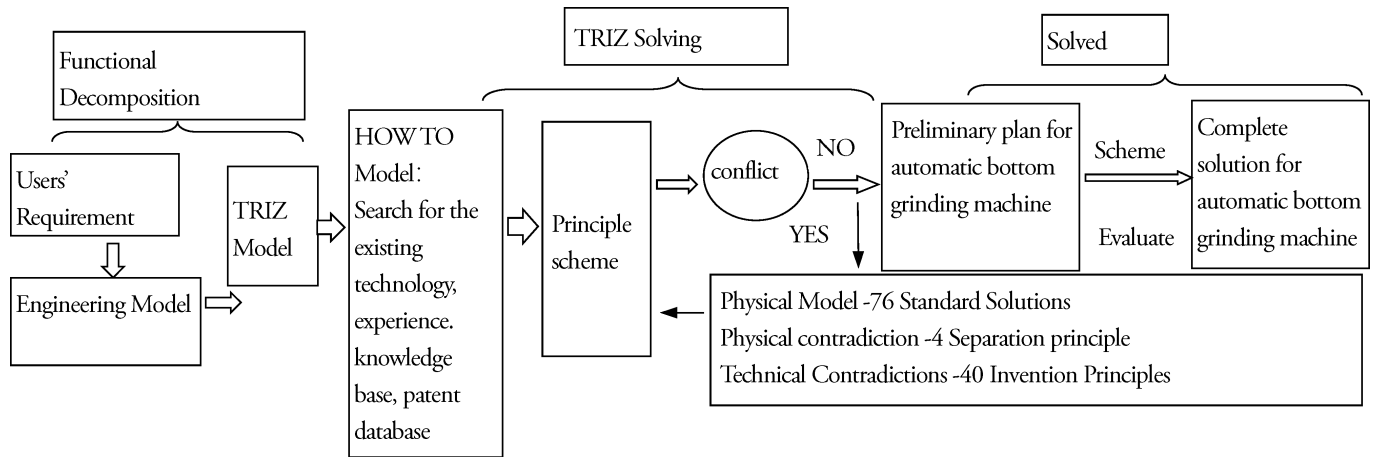 Functional
Decomposition
Users'
Requirement
Engineering Model
TRIZ
Model
TRIZ Solving
HOW TO
Model:
Search for the
existing
technology,
experience.
knowledge
base, patent
database
Principle
scheme
conflict
NO
YES
Solved
Preliminary plan for
automatic bottom
grinding machine
Scheme
Evaluate
Complete
solution for
automatic bottom
grinding machine
Physical Model -76 Standard Solutions
Physical contradiction -4 Separation principle
Technical Contradictions -40 Invention Principles